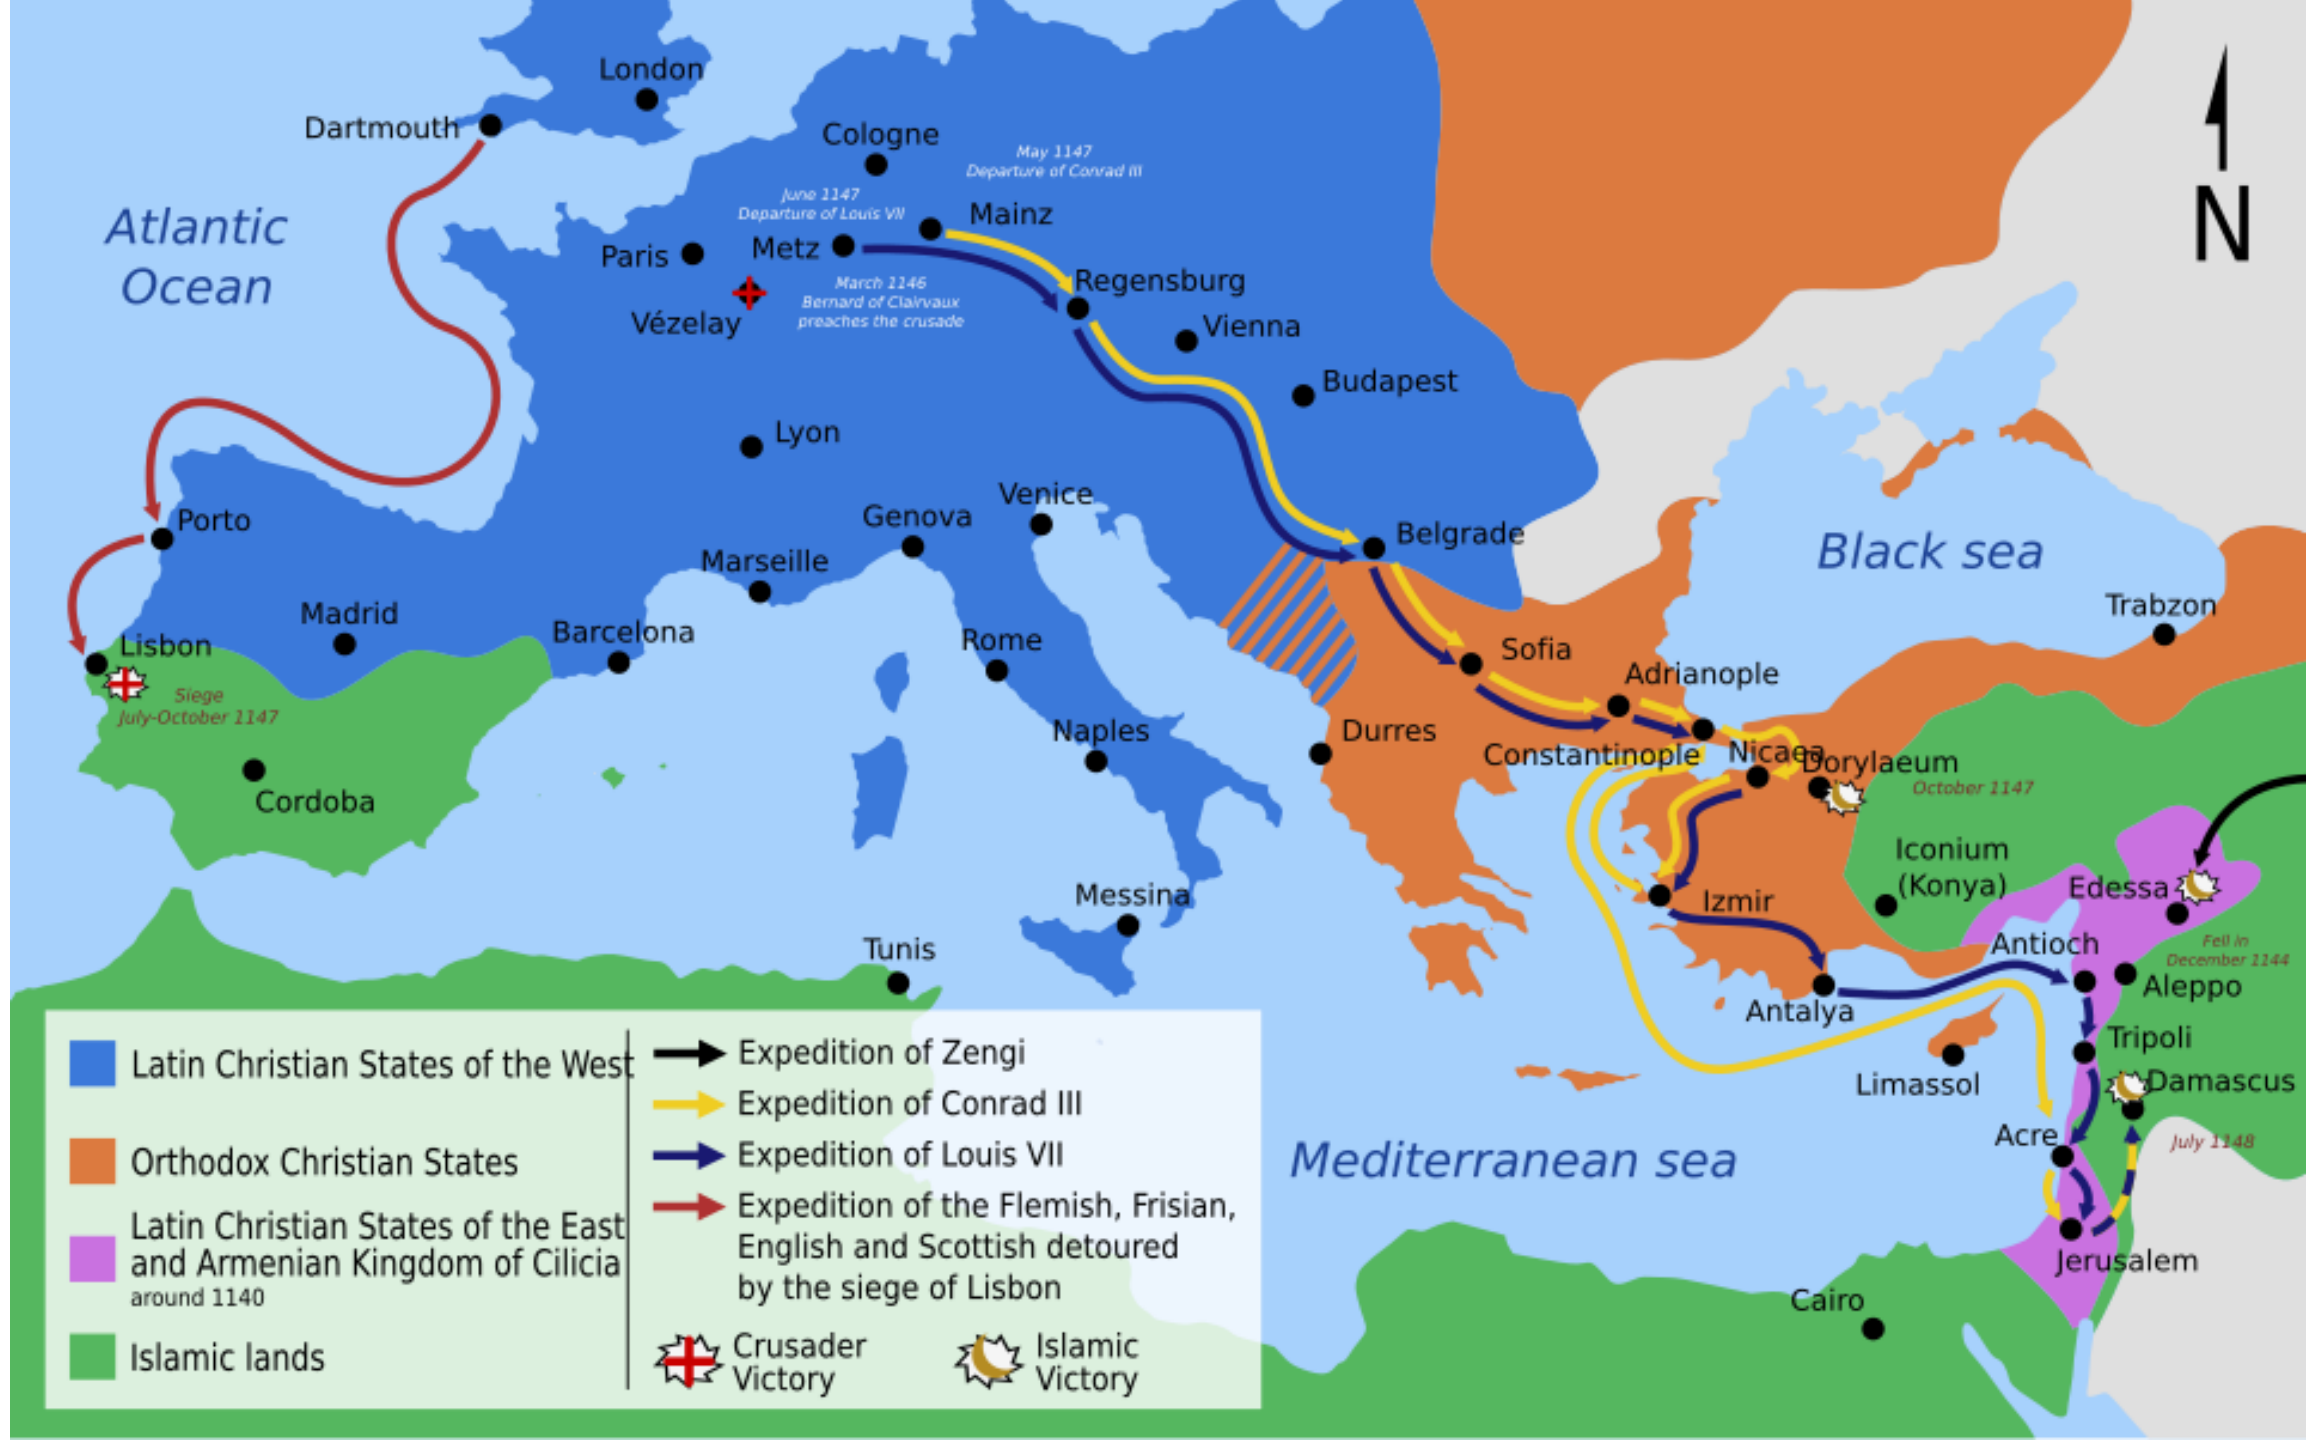 London
Dartmouth
Cologne
May 1147
Departure of Conrad III
June 1147
Departure of Louis VII
Mainz
Atlantic
Ocean
N
Paris
Metz
March 1146
Bernard of Clairvaux
preaches the crusade
Regensburg
Vézelay
Vienna
Budapest
Lyon
Venice
Genova
Porto
Belgrade
Black sea
Marseille
Madrid
Barcelona
Trabzon
Lisbon
Rome
Sofia
Adrianople
Siege
July-October 1147
Naples
Durres
Constantinople
Nicaea
Dorylaeum
October 1147
Cordoba
Iconium
(Konya)
Messina
Izmir
Edessa
Tunis
Antioch
Fell in
December 1144
Aleppo
Antalya
Tripoli
Limassol
Damascus
Acre
July 1148
Mediterranean sea
Jerusalem
Cairo
Latin Christian States of the West
Orthodox Christian States
Latin Christian States of the East
and Armenian Kingdom of Cilicia
around 1140
Islamic lands
Expedition of Zengi
Expedition of Conrad III
Expedition of Louis VII
Expedition of the Flemish, Frisian,
English and Scottish detoured
by the siege of Lisbon
Crusader
Victory
Islamic
Victory